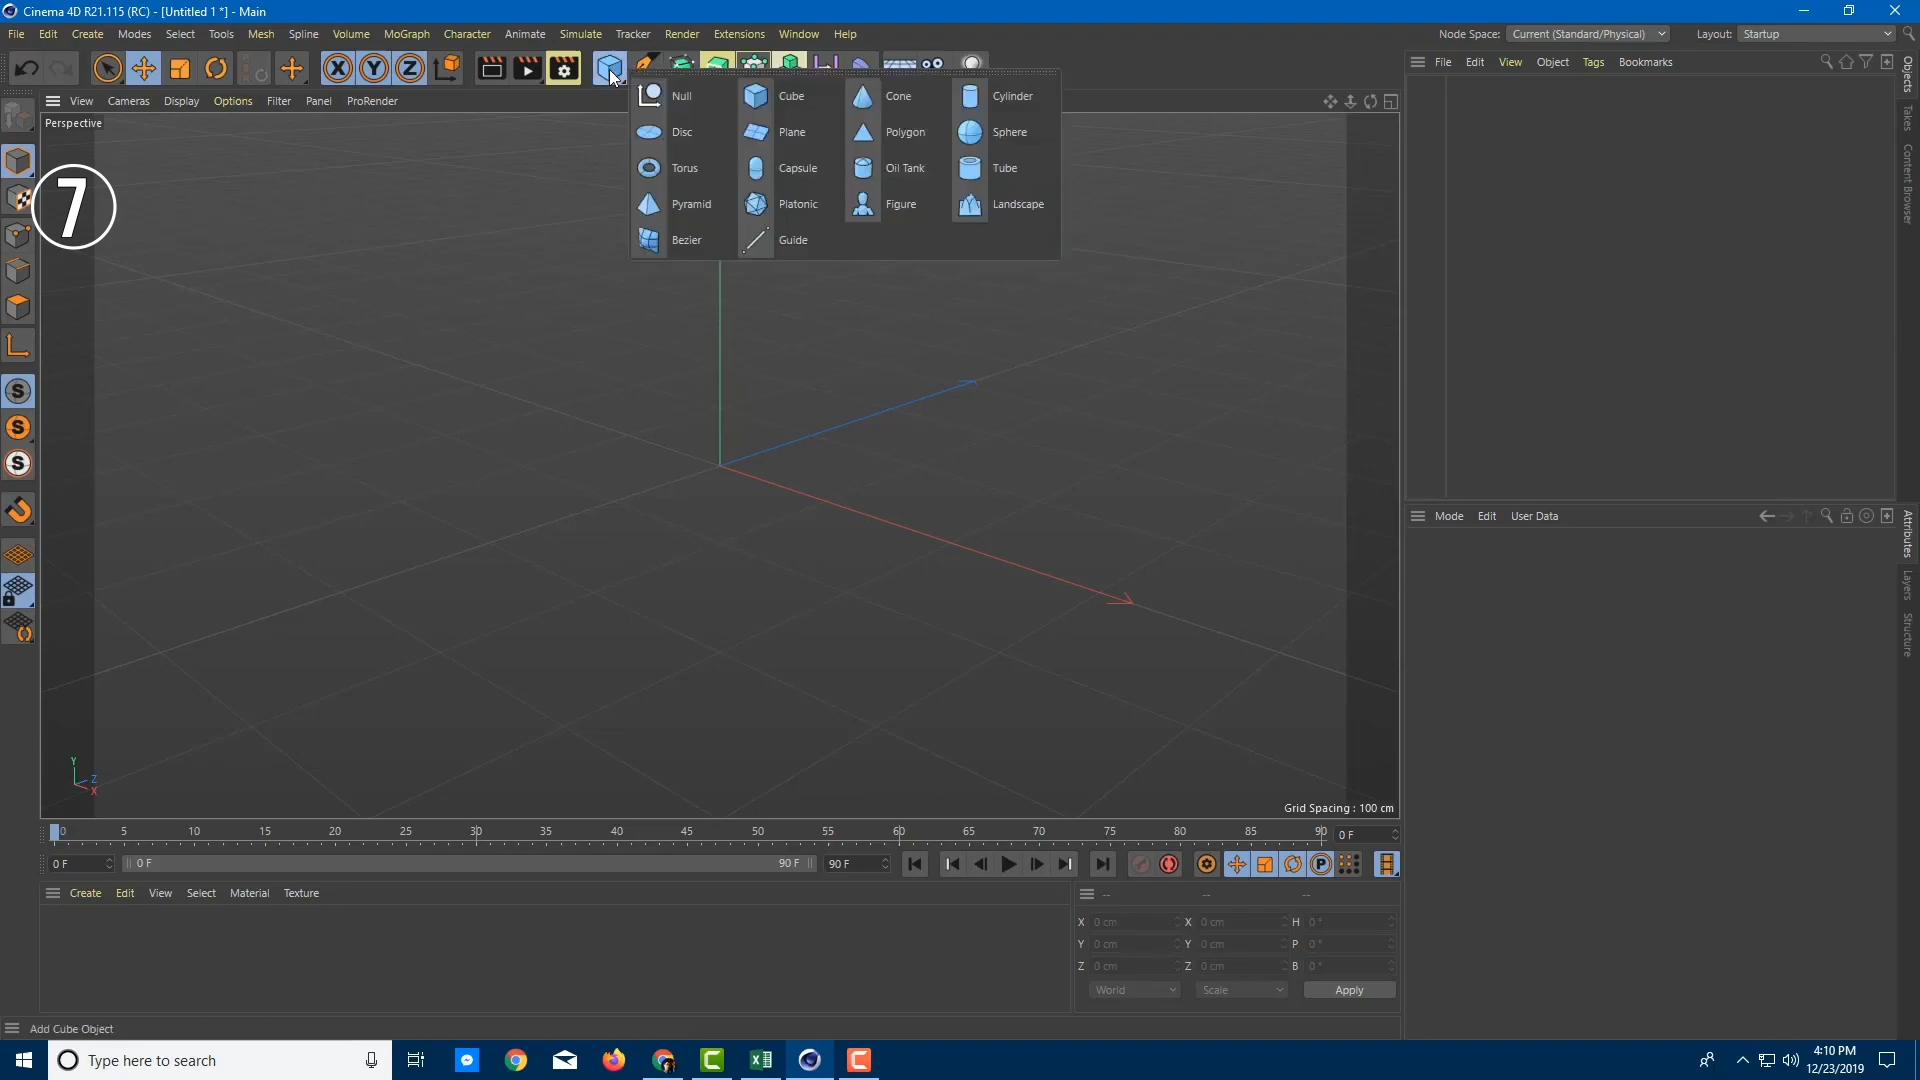 Cinema 4D R21.115 (RC) - [Untitled 1 *] - Main
File Edit Create Modes Select Tools Mesh Spline Volume MoGraph Character Animate Simulate Tracker Render Extensions Window Help
Node Space: Current (Standard/Physical) Layout: Startup
X Y Z
File Edit View Object Tags Bookmarks
View Cameras Display Options Filter Panel ProRender
Perspective
Null Cube Cone Cylinder
Disc Plane Polygon Sphere
Torus Capsule Oil Tank Tube
Pyramid Platonic Figure Landscape
Bezier Guide
7
S
S
S
Objects
Takes
Content Browser
Mode Edit User Data
Attributes
Layers
Structure
Y
Z
X
Grid Spacing : 100 cm
0 5 10 15 20 25 30 35 40 45 50 55 60 65 70 75 80 85 90 0 F
0 F 0 F 90 F 90 F P
Create Edit View Select Material Texture
-- -- --
X 0 cm X 0 cm H 0 °
Y 0 cm Y 0 cm P 0 °
Z 0 cm Z 0 cm B 0 °
World Scale Apply
Add Cube Object
Type here to search
4:10 PM
12/23/2019